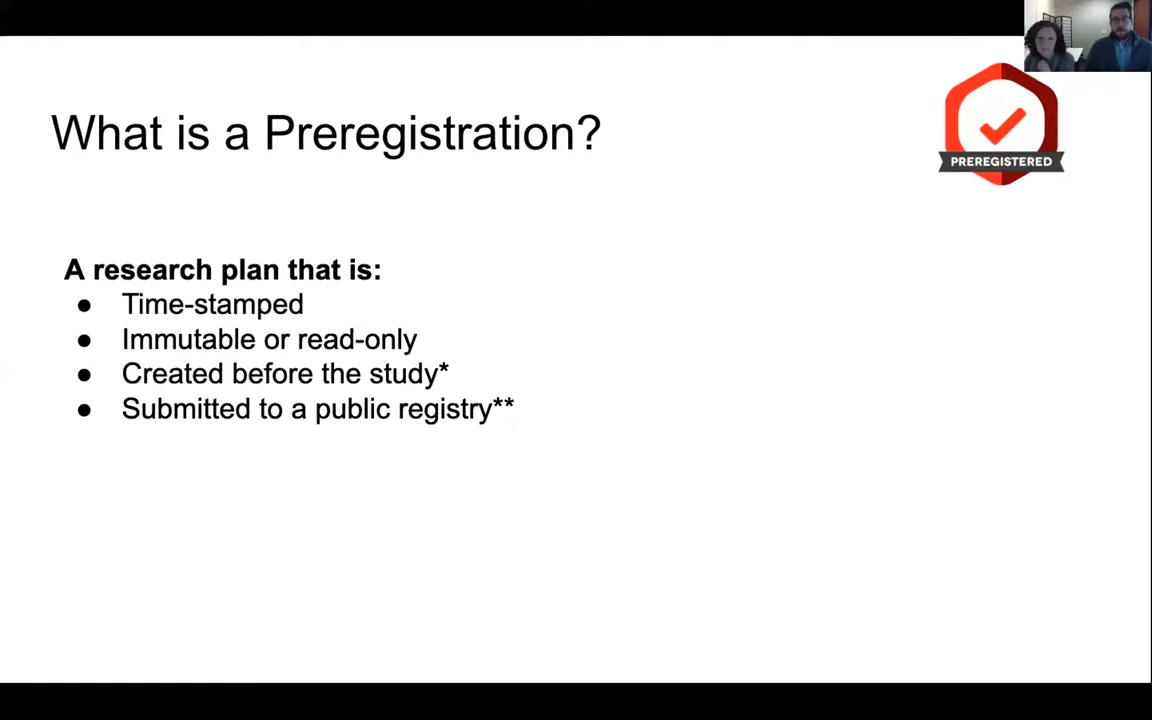 What is a Preregistration?
PREREGISTERED
A research plan that is:
● Time-stamped
● Immutable or read-only
● Created before the study*
● Submitted to a public registry**